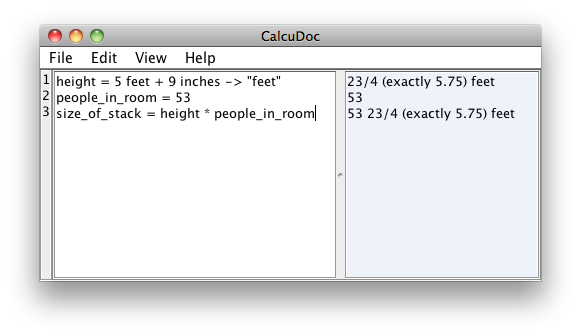 CalcuDoc
File Edit View Help
1 height = 5 feet + 9 inches -> "feet"
2 people_in_room = 53
3 size_of_stack = height * people_in_room
23/4 (exactly 5.75) feet
53
53 23/4 (exactly 5.75) feet